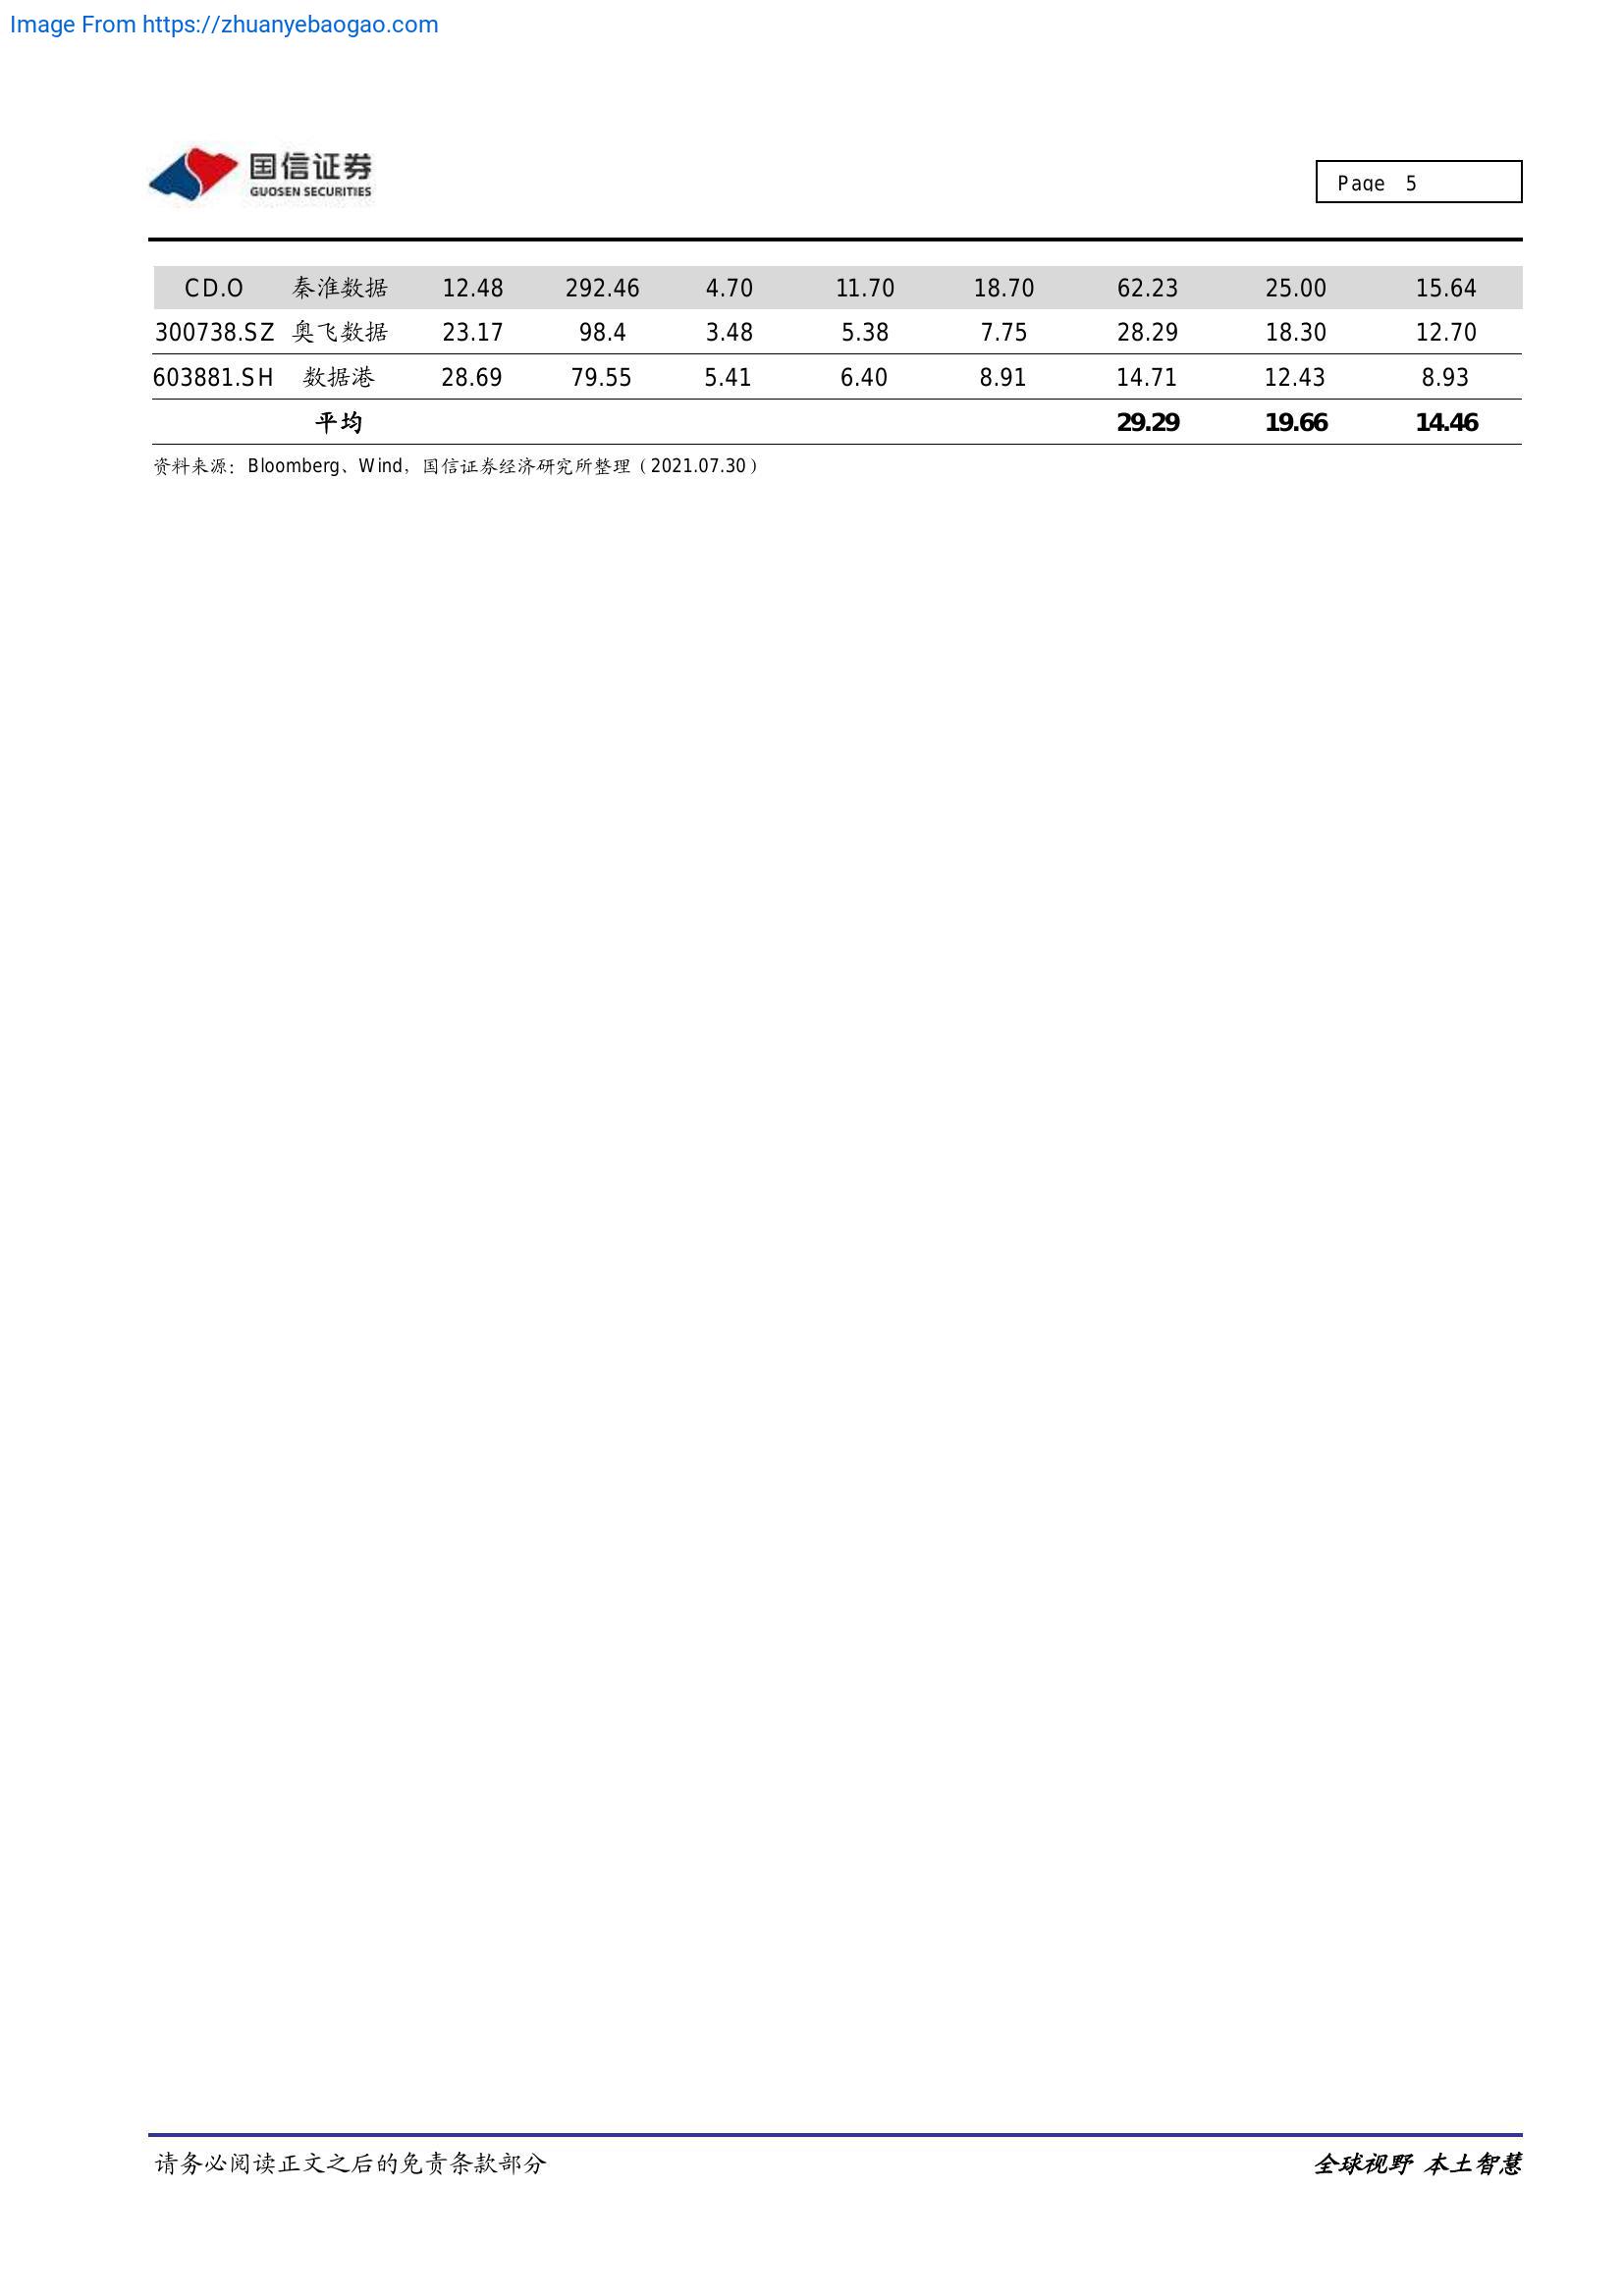 Image From https://zhuanyebaogao.com
国信证券
GUOSEN SECURITIES
Page 5
CD.O 秦淮数据 12.48 292.46 4.70 11.70 18.70 62.23 25.00 15.64
300738.SZ 奥飞数据 23.17 98.4 3.48 5.38 7.75 28.29 18.30 12.70
603881.SH 数据港 28.69 79.55 5.41 6.40 8.91 14.71 12.43 8.93
平均 29.29 19.66 14.46
资料来源：Bloomberg、Wind，国信证券经济研究所整理（2021.07.30）
请务必阅读正文之后的免责条款部分
全球视野 本土智慧